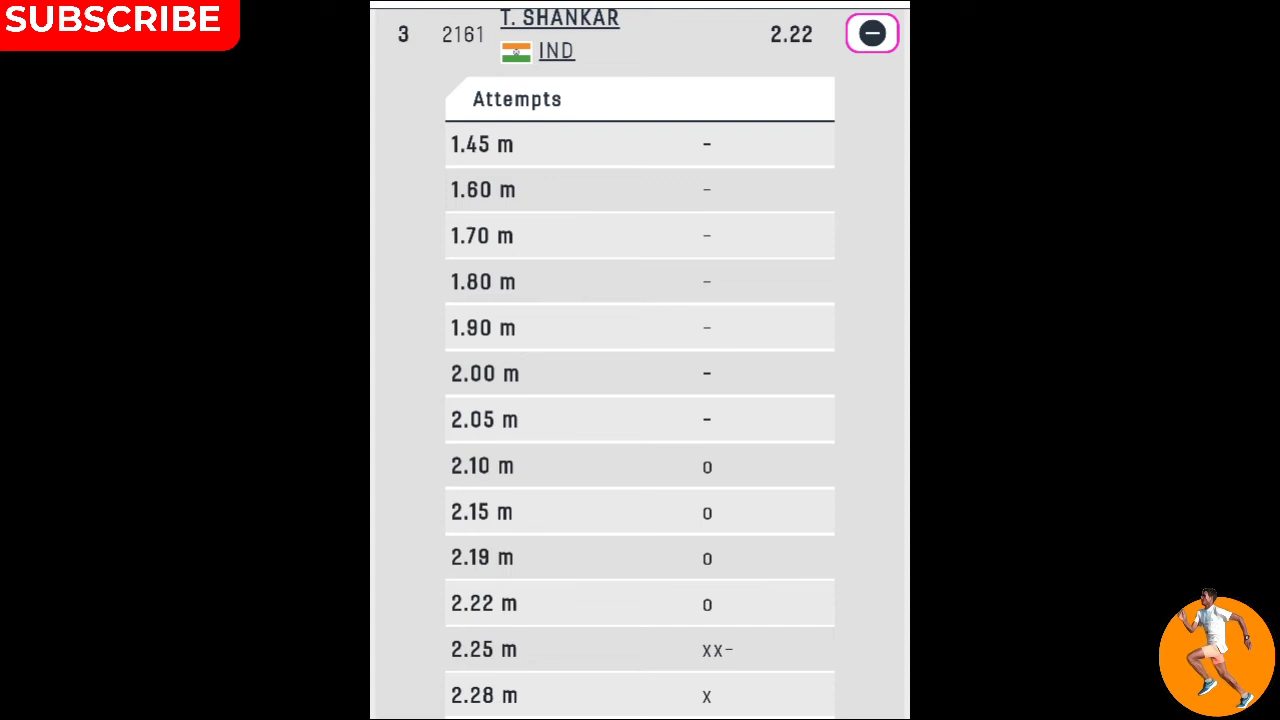 SUBSCRIBE
T. SHANKAR
3 2161 2.22
IND
Attempts
1.45 m -
1.60 m -
1.70 m -
1.80 m -
1.90 m -
2.00 m -
2.05 m -
2.10 m o
2.15 m o
2.19 m o
2.22 m o
2.25 m xx-
2.28 m x